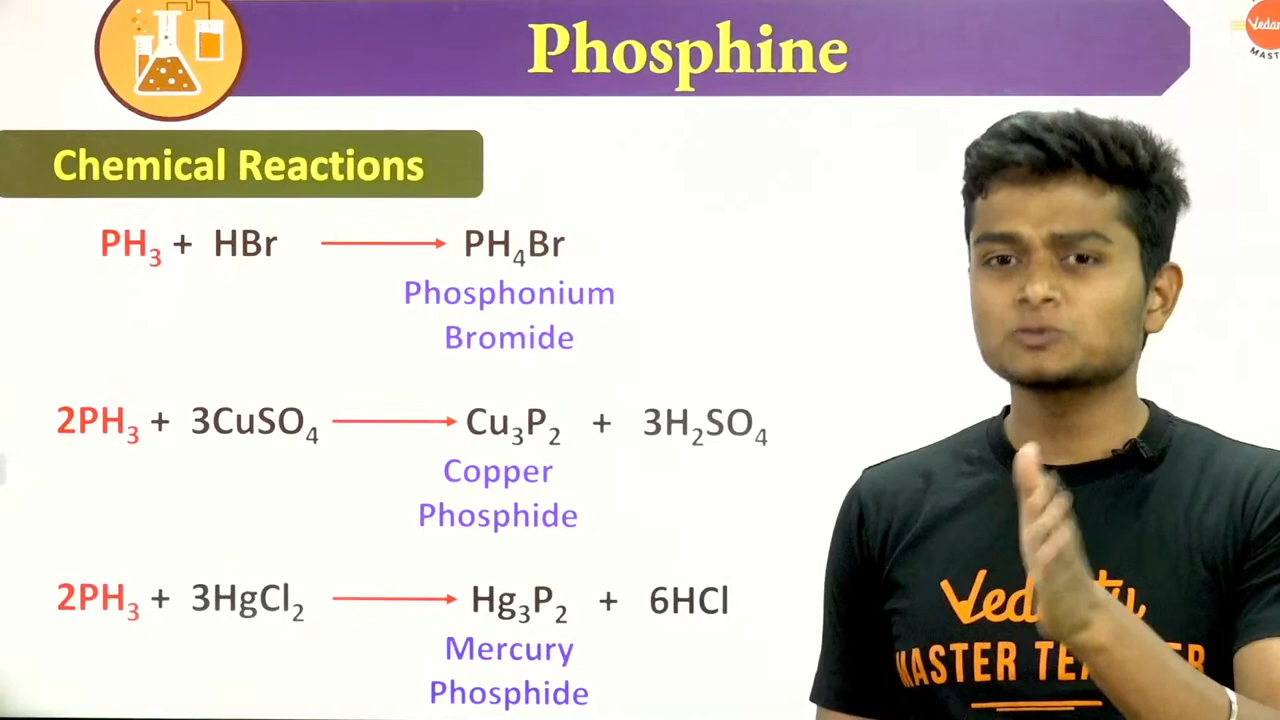 Phosphine
Chemical Reactions
PH₃ + HBr ⟶ PH₄Br
Phosphonium
Bromide
2PH₃ + 3CuSO₄ ⟶ Cu₃P₂ + 3H₂SO₄
Copper
Phosphide
2PH₃ + 3HgCl₂ ⟶ Hg₃P₂ + 6HCl
Mercury
Phosphide
MASTER